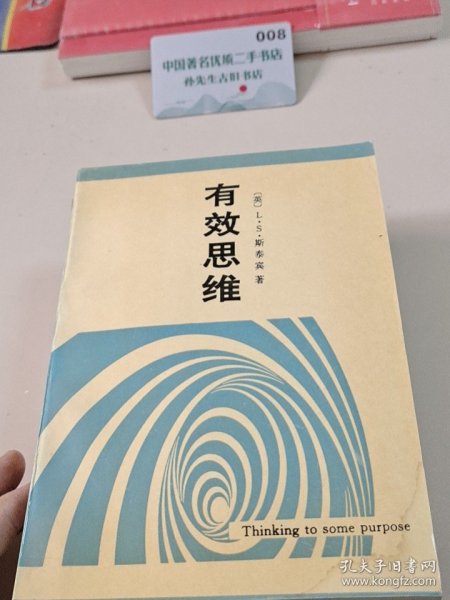 008
中国著名优质二手书店
孙先生古旧书店
有效思维
〔英〕L·S·斯泰宾 著
Thinking to some purpose
孔夫子旧书网
www.kongfz.com